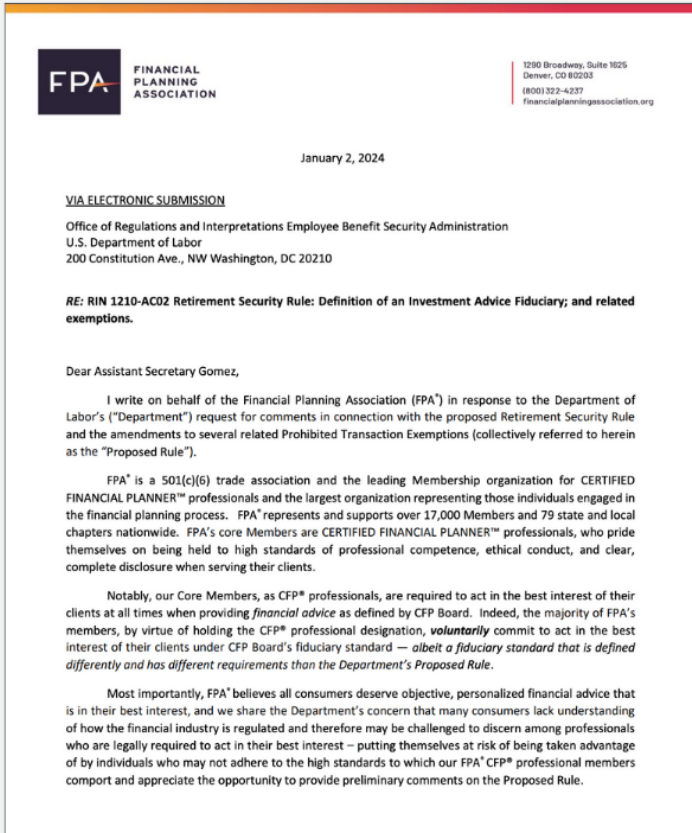 FPA
FINANCIAL
PLANNING
ASSOCIATION
1290 Broadway, Suite 1625
Denver, CO 80203
(800) 322-4237
financialplanningassociation.org
January 2, 2024
VIA ELECTRONIC SUBMISSION
Office of Regulations and Interpretations Employee Benefit Security Administration
U.S. Department of Labor
200 Constitution Ave., NW Washington, DC 20210
RE: RIN 1210-AC02 Retirement Security Rule: Definition of an Investment Advice Fiduciary; and related
exemptions.
Dear Assistant Secretary Gomez,
I write on behalf of the Financial Planning Association (FPA®) in response to the Department of
Labor's ("Department") request for comments in connection with the proposed Retirement Security Rule
and the amendments to several related Prohibited Transaction Exemptions (collectively referred to herein
as the "Proposed Rule").
FPA® is a 501(c)(6) trade association and the leading Membership organization for CERTIFIED
FINANCIAL PLANNER™ professionals and the largest organization representing those individuals engaged in
the financial planning process. FPA® represents and supports over 17,000 Members and 79 state and local
chapters nationwide. FPA's core Members are CERTIFIED FINANCIAL PLANNER™ professionals, who pride
themselves on being held to high standards of professional competence, ethical conduct, and clear,
complete disclosure when serving their clients.
Notably, our Core Members, as CFP® professionals, are required to act in the best interest of their
clients at all times when providing financial advice as defined by CFP Board. Indeed, the majority of FPA's
members, by virtue of holding the CFP® professional designation, voluntarily commit to act in the best
interest of their clients under CFP Board's fiduciary standard — albeit a fiduciary standard that is defined
differently and has different requirements than the Department's Proposed Rule.
Most importantly, FPA® believes all consumers deserve objective, personalized financial advice that
is in their best interest, and we share the Department's concern that many consumers lack understanding
of how the financial industry is regulated and therefore may be challenged to discern among professionals
who are legally required to act in their best interest – putting themselves at risk of being taken advantage
of by individuals who may not adhere to the high standards to which our FPA® CFP® professional members
comport and appreciate the opportunity to provide preliminary comments on the Proposed Rule.